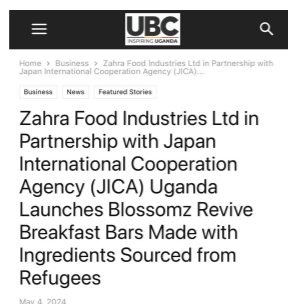 UBC
INSPIRING UGANDA
Home > Business > Zahra Food Industries Ltd in Partnership with
Japan International Cooperation Agency (JICA)...
Business News Featured Stories
Zahra Food Industries Ltd in
Partnership with Japan
International Cooperation
Agency (JICA) Uganda
Launches Blossomz Revive
Breakfast Bars Made with
Ingredients Sourced from
Refugees
May 4, 2024